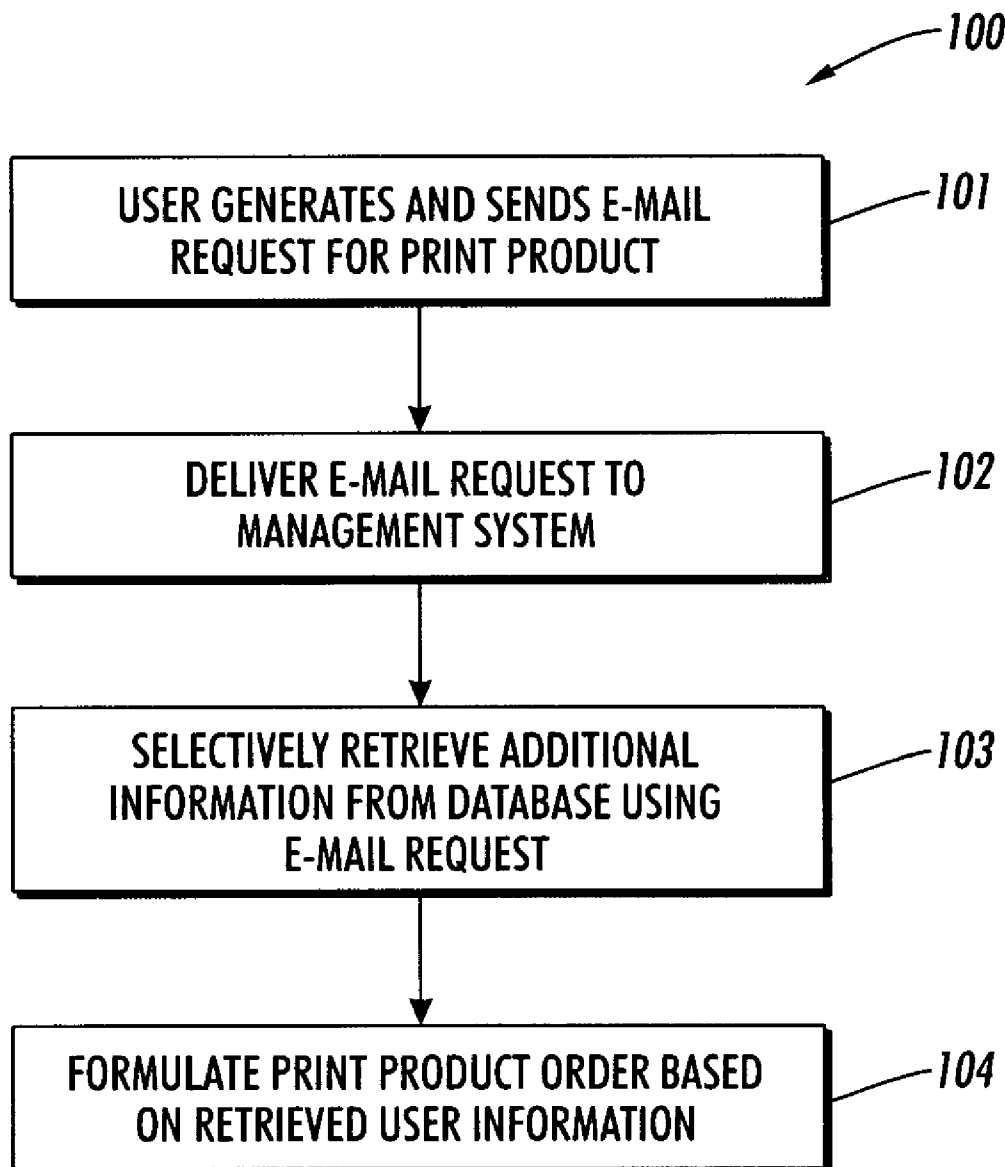 100
USER GENERATES AND SENDS E-MAIL
REQUEST FOR PRINT PRODUCT
101
DELIVER E-MAIL REQUEST TO
MANAGEMENT SYSTEM
102
SELECTIVELY RETRIEVE ADDITIONAL
INFORMATION FROM DATABASE USING
E-MAIL REQUEST
103
FORMULATE PRINT PRODUCT ORDER BASED
ON RETRIEVED USER INFORMATION
104